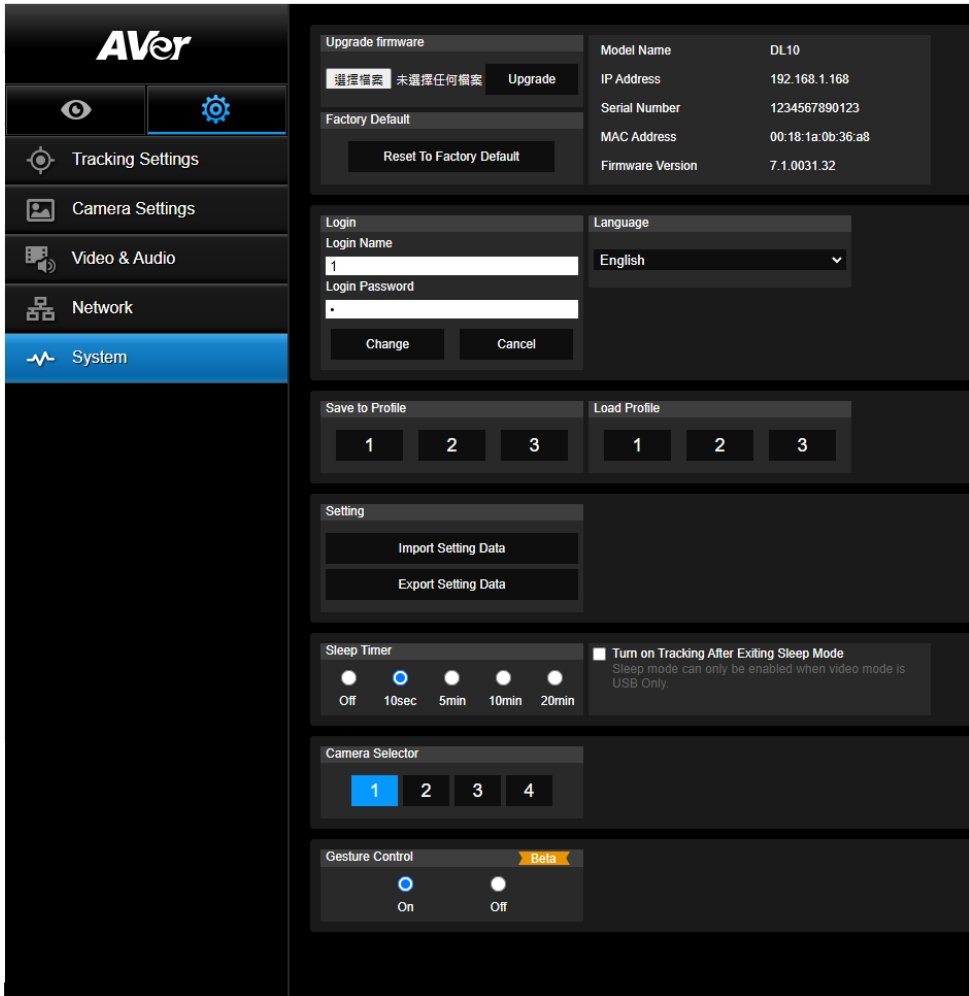 AVer
Tracking Settings
Camera Settings
Video & Audio
Network
System
Upgrade firmware
選擇檔案 未選擇任何檔案 Upgrade
Factory Default
Reset To Factory Default
Model Name DL10
IP Address 192.168.1.168
Serial Number 1234567890123
MAC Address 00:18:1a:0b:36:a8
Firmware Version 7.1.0031.32
Login
Login Name
1
Login Password
•
Change Cancel
Language
English
Save to Profile
1 2 3
Load Profile
1 2 3
Setting
Import Setting Data
Export Setting Data
Sleep Timer
Off 10sec 5min 10min 20min
Turn on Tracking After Exiting Sleep Mode
Sleep mode can only be enabled when video mode is
USB Only.
Camera Selector
1 2 3 4
Gesture Control Beta
On Off